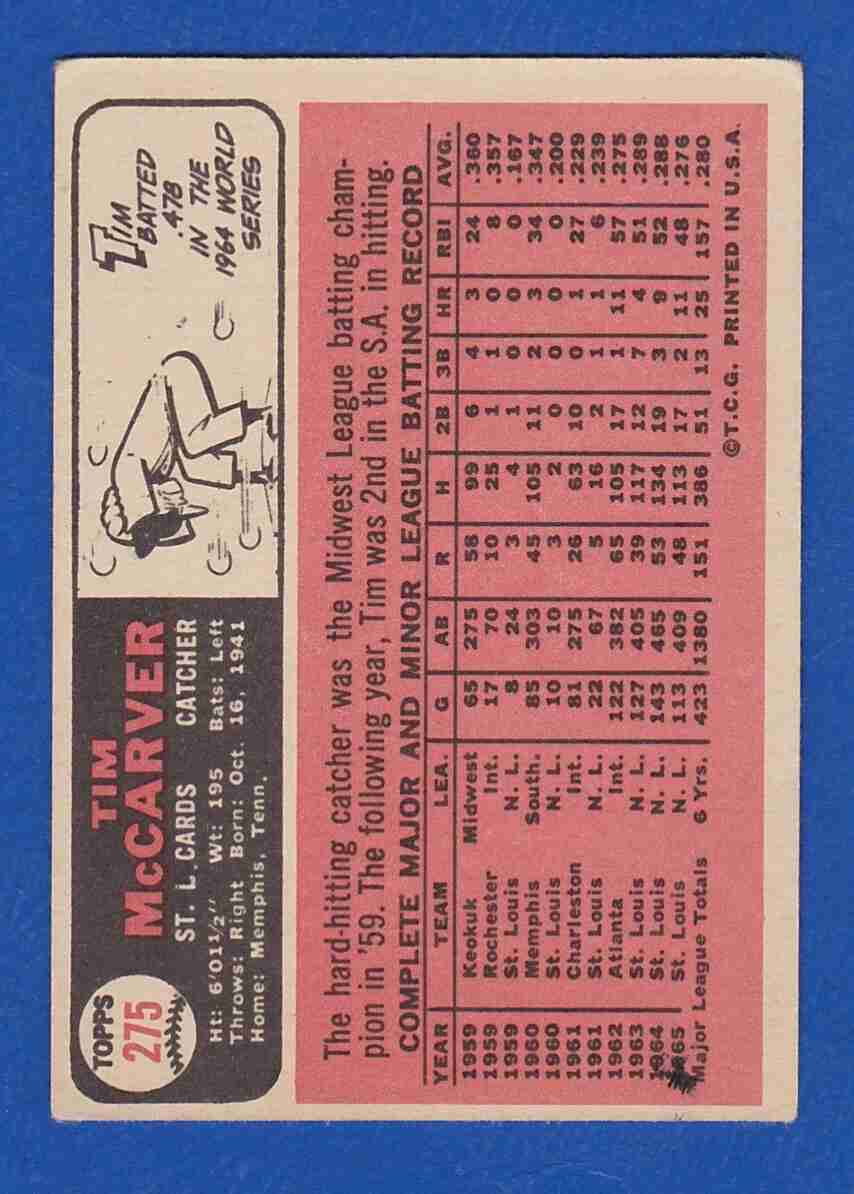 TOPPS
275
TIM
McCARVER
ST. L. CARDS CATCHER
Ht: 6'01½" Wt: 195 Bats: Left
Throws: Right Born: Oct. 16, 1941
Home: Memphis, Tenn.
TIM
BATTED
.478
IN THE
1964 WORLD
SERIES
The hard-hitting catcher was the Midwest League batting cham-
pion in '59. The following year, Tim was 2nd in the S.A. in hitting.
COMPLETE MAJOR AND MINOR LEAGUE BATTING RECORD
YEAR TEAM LEA. G AB R H 2B 3B HR RBI AVG.
1959 Keokuk Midwest 65 275 58 99 6 4 3 24 .360
1959 Rochester Int. 17 70 10 25 1 1 0 8 .357
1959 St. Louis N. L. 8 24 3 4 1 0 0 0 .167
1960 Memphis South. 85 303 45 105 11 2 3 34 .347
1960 St. Louis N. L. 10 10 3 2 0 0 0 0 .200
1961 Charleston Int. 81 275 26 63 10 0 1 27 .229
1961 St. Louis N. L. 22 67 5 16 2 1 1 6 .239
1962 Atlanta Int. 122 382 65 105 17 1 11 57 .275
1963 St. Louis N. L. 127 405 39 117 12 7 4 51 .289
1964 St. Louis N. L. 143 465 53 134 19 3 9 52 .288
1965 St. Louis N. L. 113 409 48 113 17 2 11 48 .276
Major League Totals 6 Yrs. 423 1380 151 386 51 13 25 157 .280
©T.C.G. PRINTED IN U.S.A.